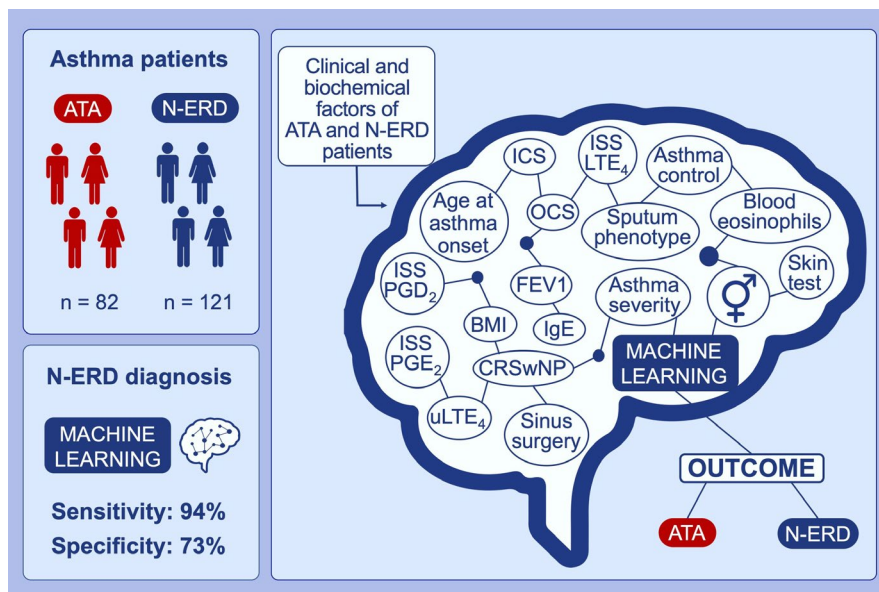 Asthma patients
ATA
N-ERD
n = 82
n = 121
N-ERD diagnosis
MACHINE
LEARNING
Sensitivity: 94%
Specificity: 73%
Clinical and
biochemical
factors of
ATA and N-ERD
patients
ICS
ISS
LTE₄
Asthma
control
Age at
asthma
onset
OCS
Sputum
phenotype
Blood
eosinophils
ISS
PGD₂
FEV1
Asthma
severity
Skin
test
BMI
IgE
ISS
PGE₂
CRSwNP
MACHINE
LEARNING
uLTE₄
Sinus
surgery
OUTCOME
ATA
N-ERD